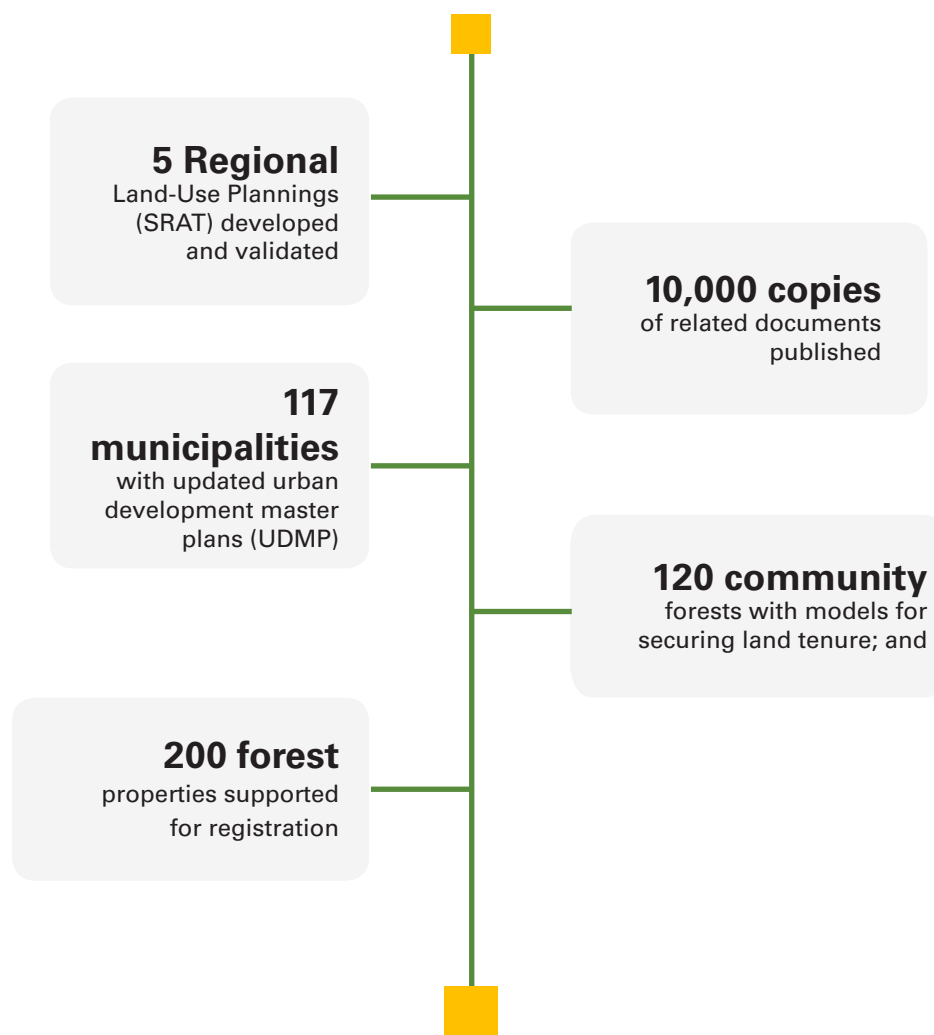 5 Regional
Land-Use Plannings
(SRAT) developed
and validated
10,000 copies
of related documents
published
117
municipalities
with updated urban
development master
plans (UDMP)
120 community
forests with models for
securing land tenure; and
200 forest
properties supported
for registration